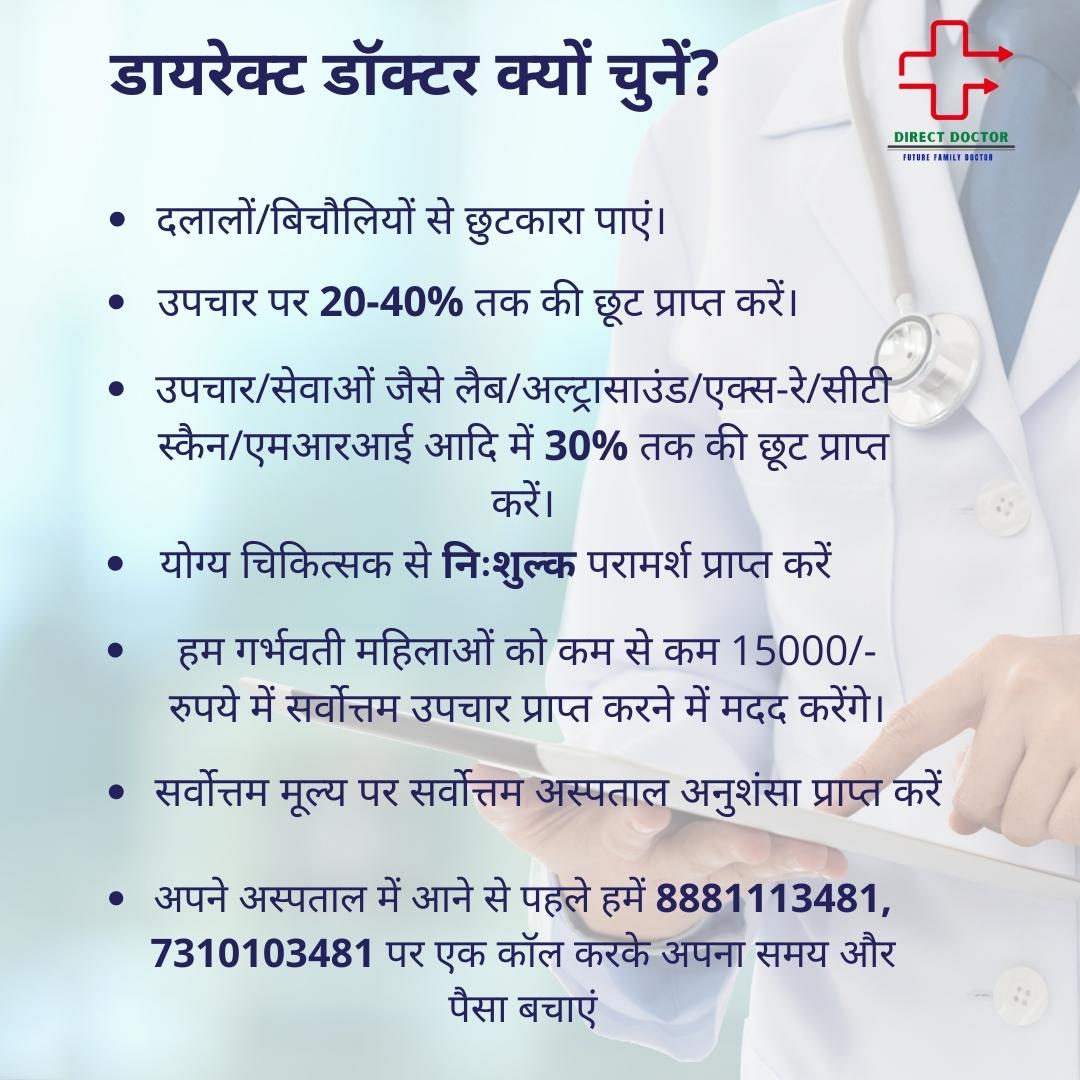 डायरेक्ट डॉक्टर क्यों चुनें?
DIRECT DOCTOR
FUTURE FAMILY DOCTOR
• दलालों/बिचौलियों से छुटकारा पाएं।
• उपचार पर 20-40% तक की छूट प्राप्त करें।
• उपचार/सेवाओं जैसे लैब/अल्ट्रासाउंड/एक्स-रे/सीटी
स्कैन/एमआरआई आदि में 30% तक की छूट प्राप्त
करें।
• योग्य चिकित्सक से निःशुल्क परामर्श प्राप्त करें
• हम गर्भवती महिलाओं को कम से कम 15000/-
रुपये में सर्वोत्तम उपचार प्राप्त करने में मदद करेंगे।
• सर्वोत्तम मूल्य पर सर्वोत्तम अस्पताल अनुशंसा प्राप्त करें
• अपने अस्पताल में आने से पहले हमें 8881113481,
7310103481 पर एक कॉल करके अपना समय और
पैसा बचाएं